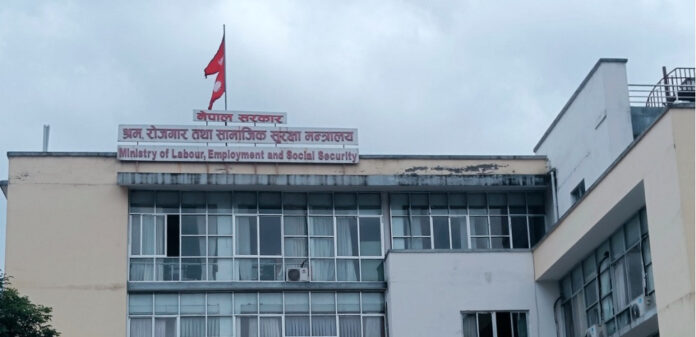 नेपाल सरकार
श्रम, रोजगार तथा सामाजिक सुरक्षा मन्त्रालय
Ministry of Labour, Employment and Social Security